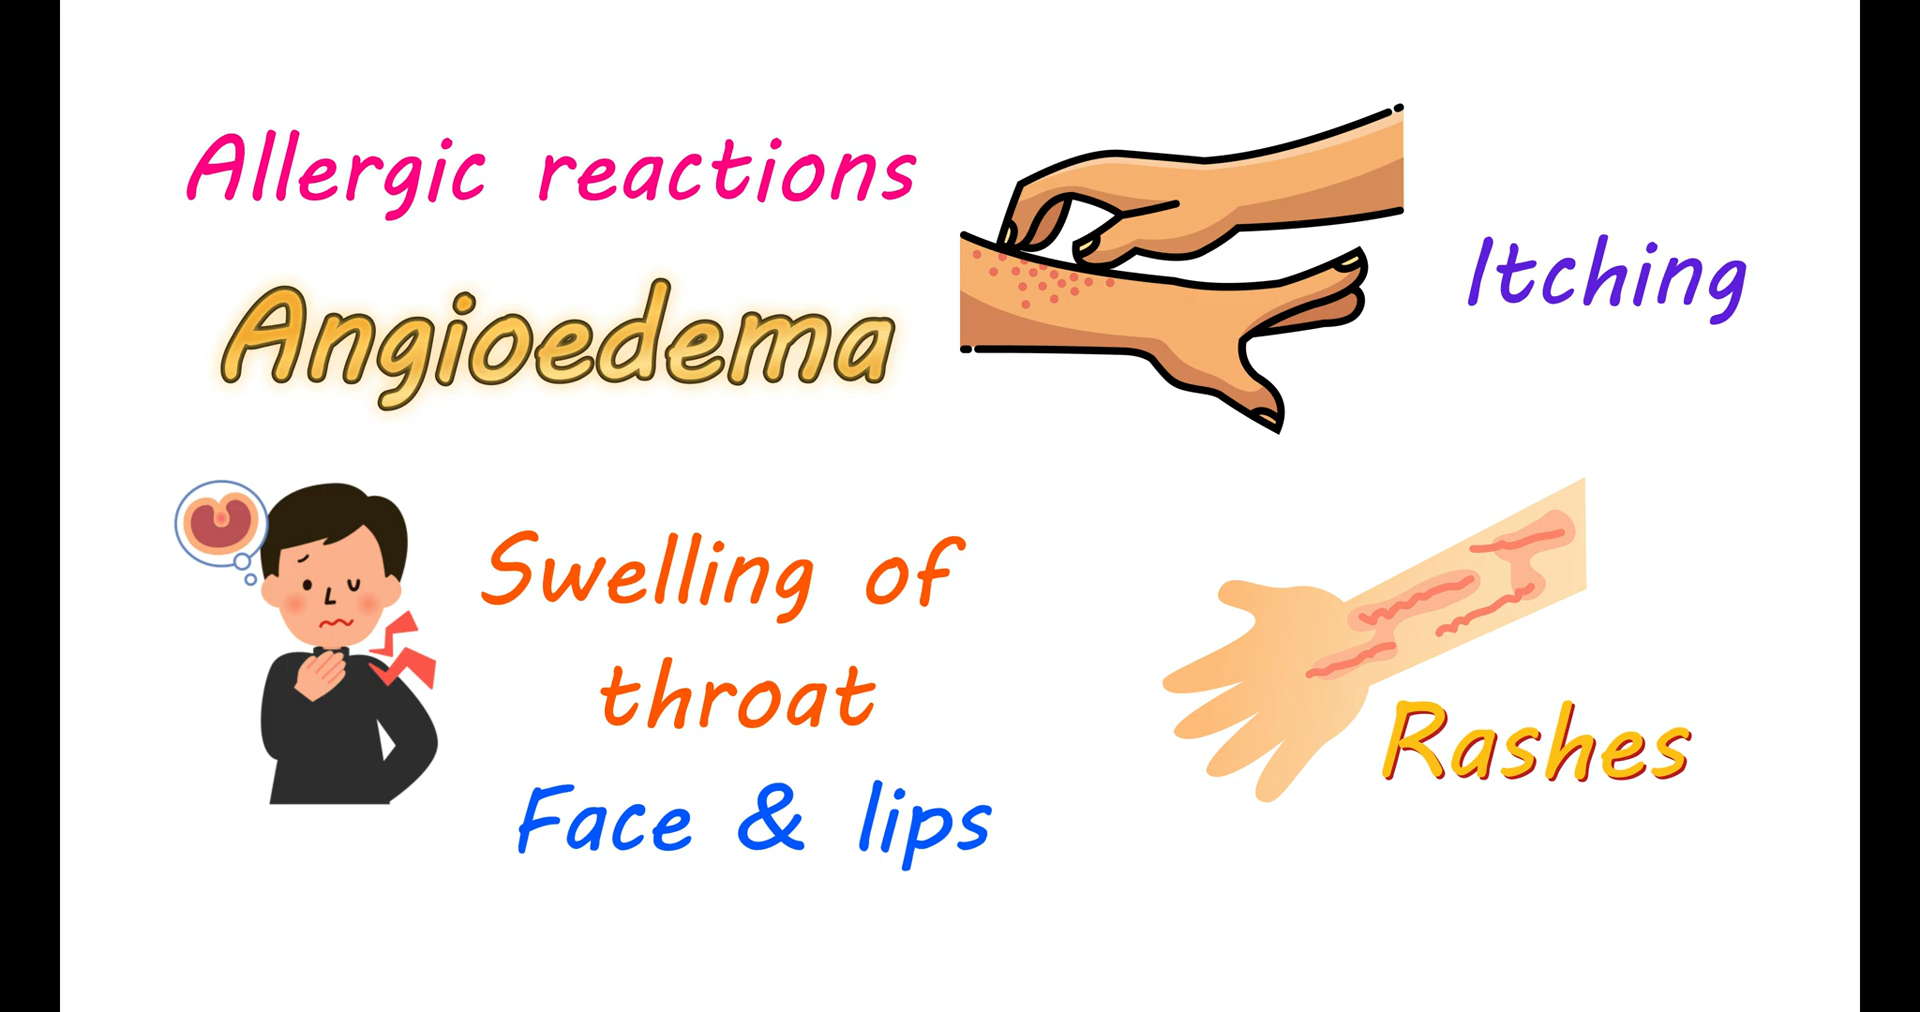 Allergic reactions
Angioedema
Itching
Swelling of
throat
Face & lips
Rashes